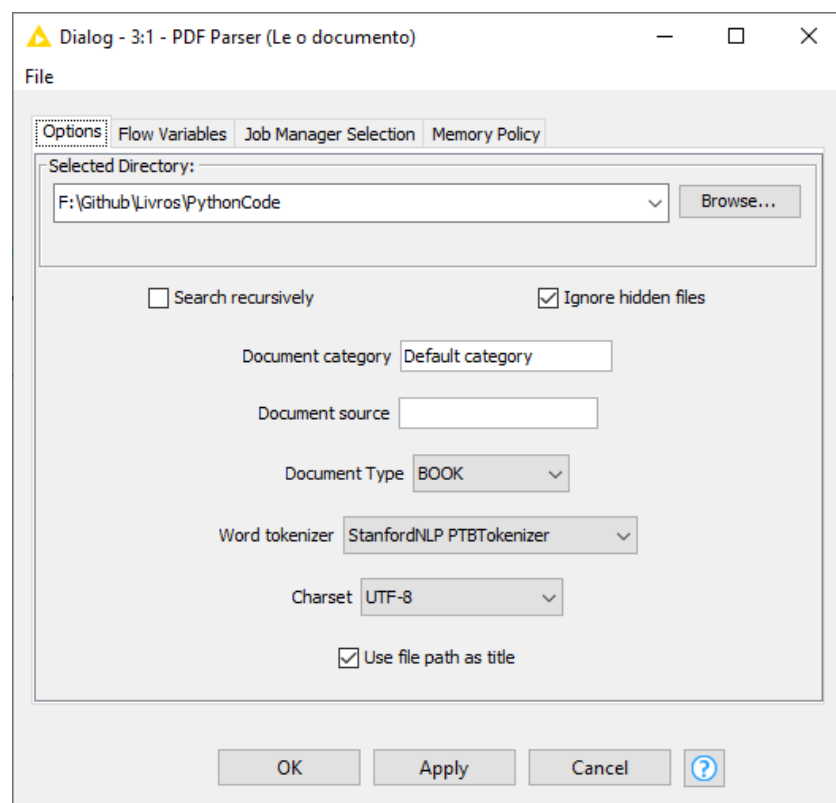 Dialog - 3:1 - PDF Parser (Le o documento)
File
Options Flow Variables Job Manager Selection Memory Policy
Selected Directory:
F:\Github\Livros\PythonCode Browse...
Search recursively Ignore hidden files
Document category Default category
Document source
Document Type BOOK
Word tokenizer StanfordNLP PTBTokenizer
Charset UTF-8
Use file path as title
OK Apply Cancel ?